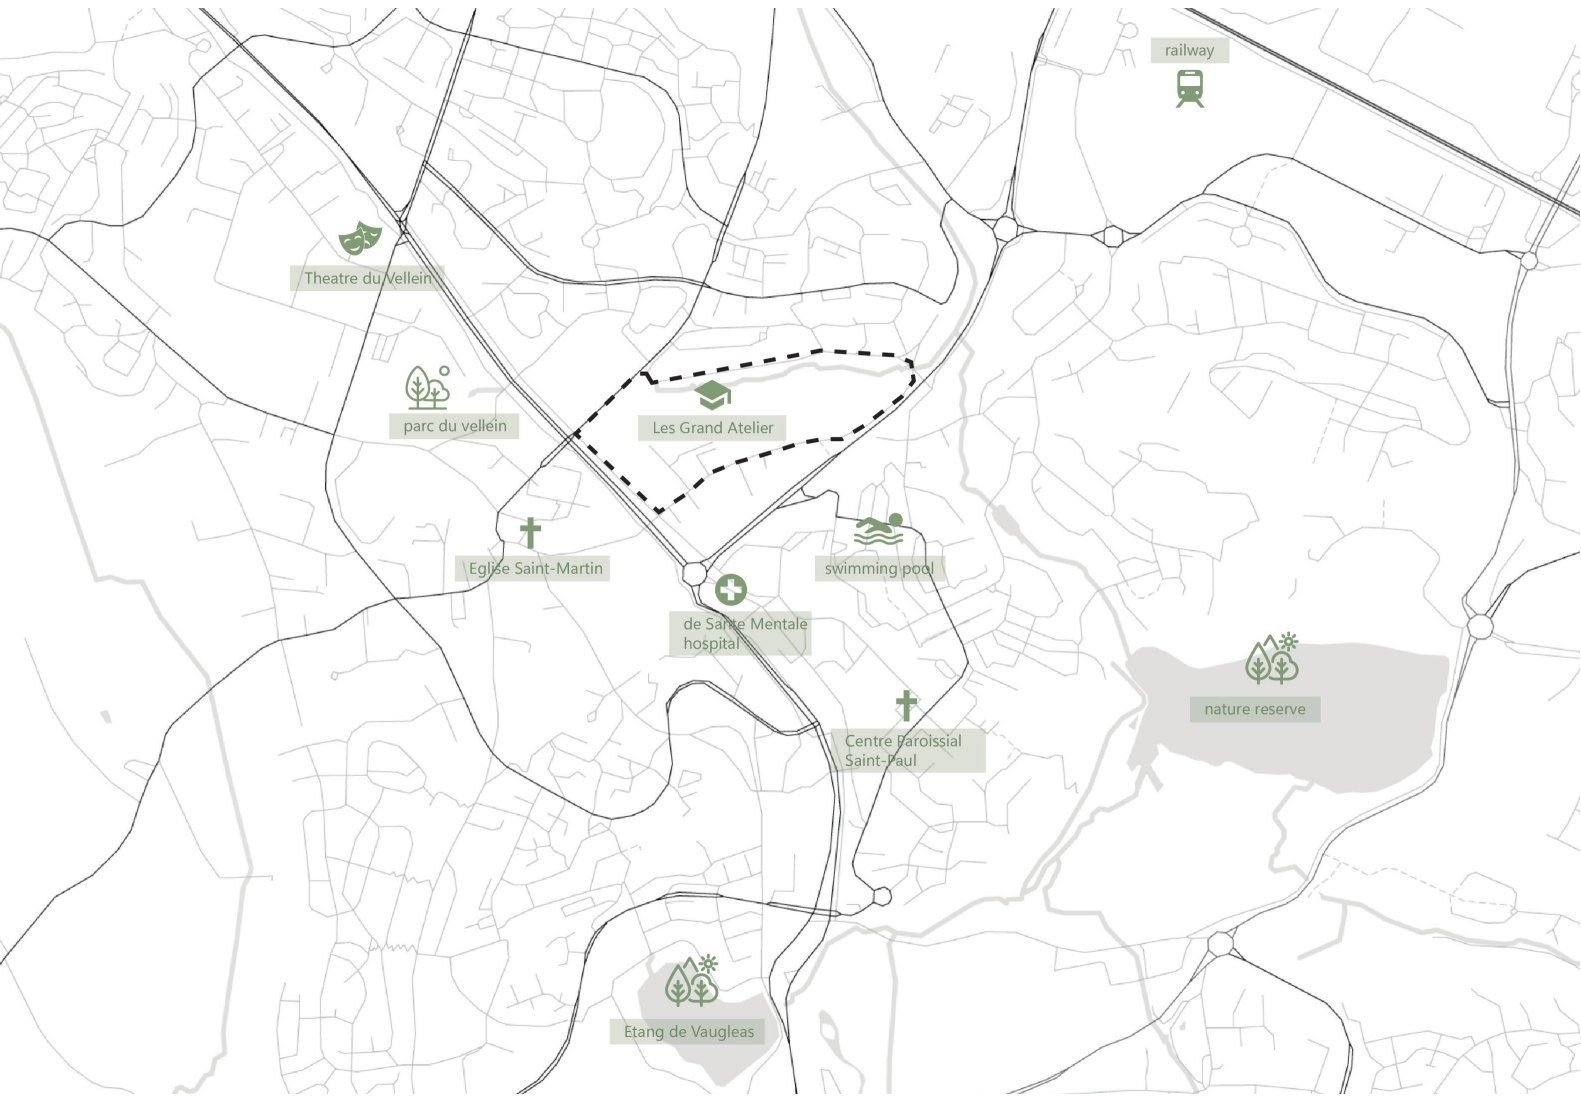 railway
Theatre du Vellein
parc du vellein
Les Grand Atelier
Eglise Saint-Martin
swimming pool
de Sante Mentale
hospital
nature reserve
Centre Paroissial
Saint-Paul
Etang de Vaugleas